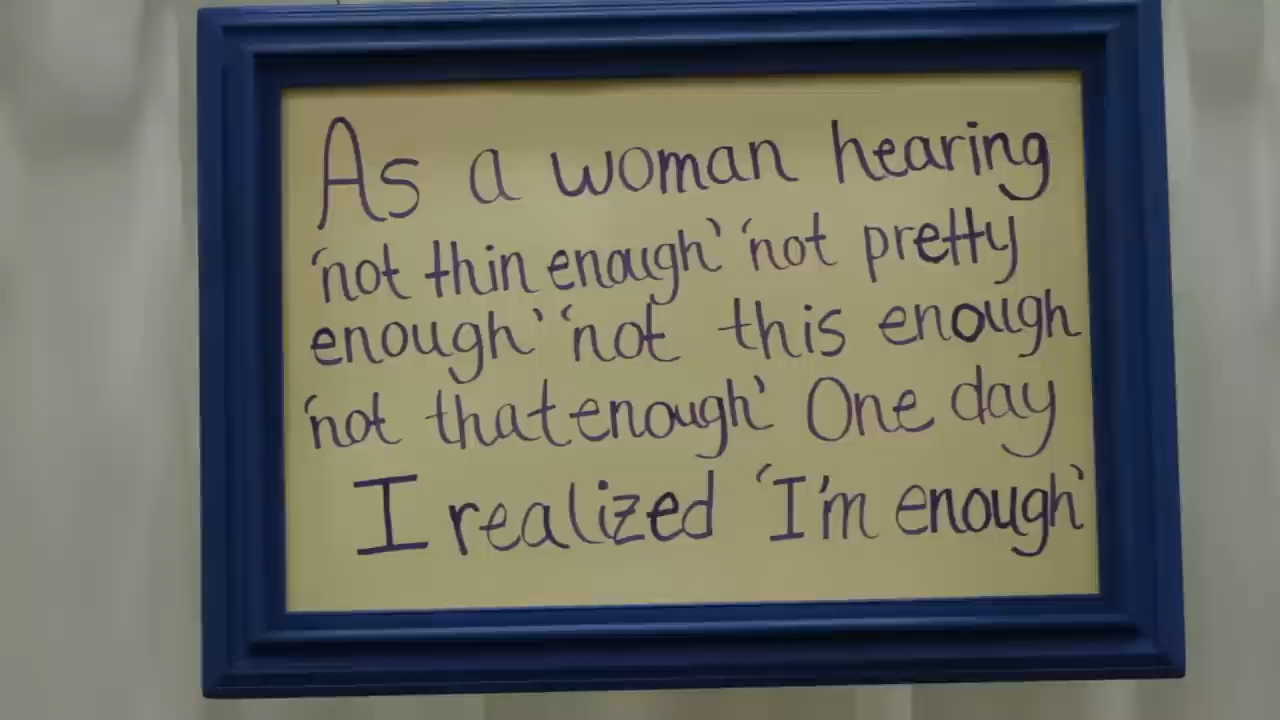 As a woman hearing
'not thin enough' 'not pretty
enough' 'not this enough
'not that enough' One day
I realized 'I'm enough'